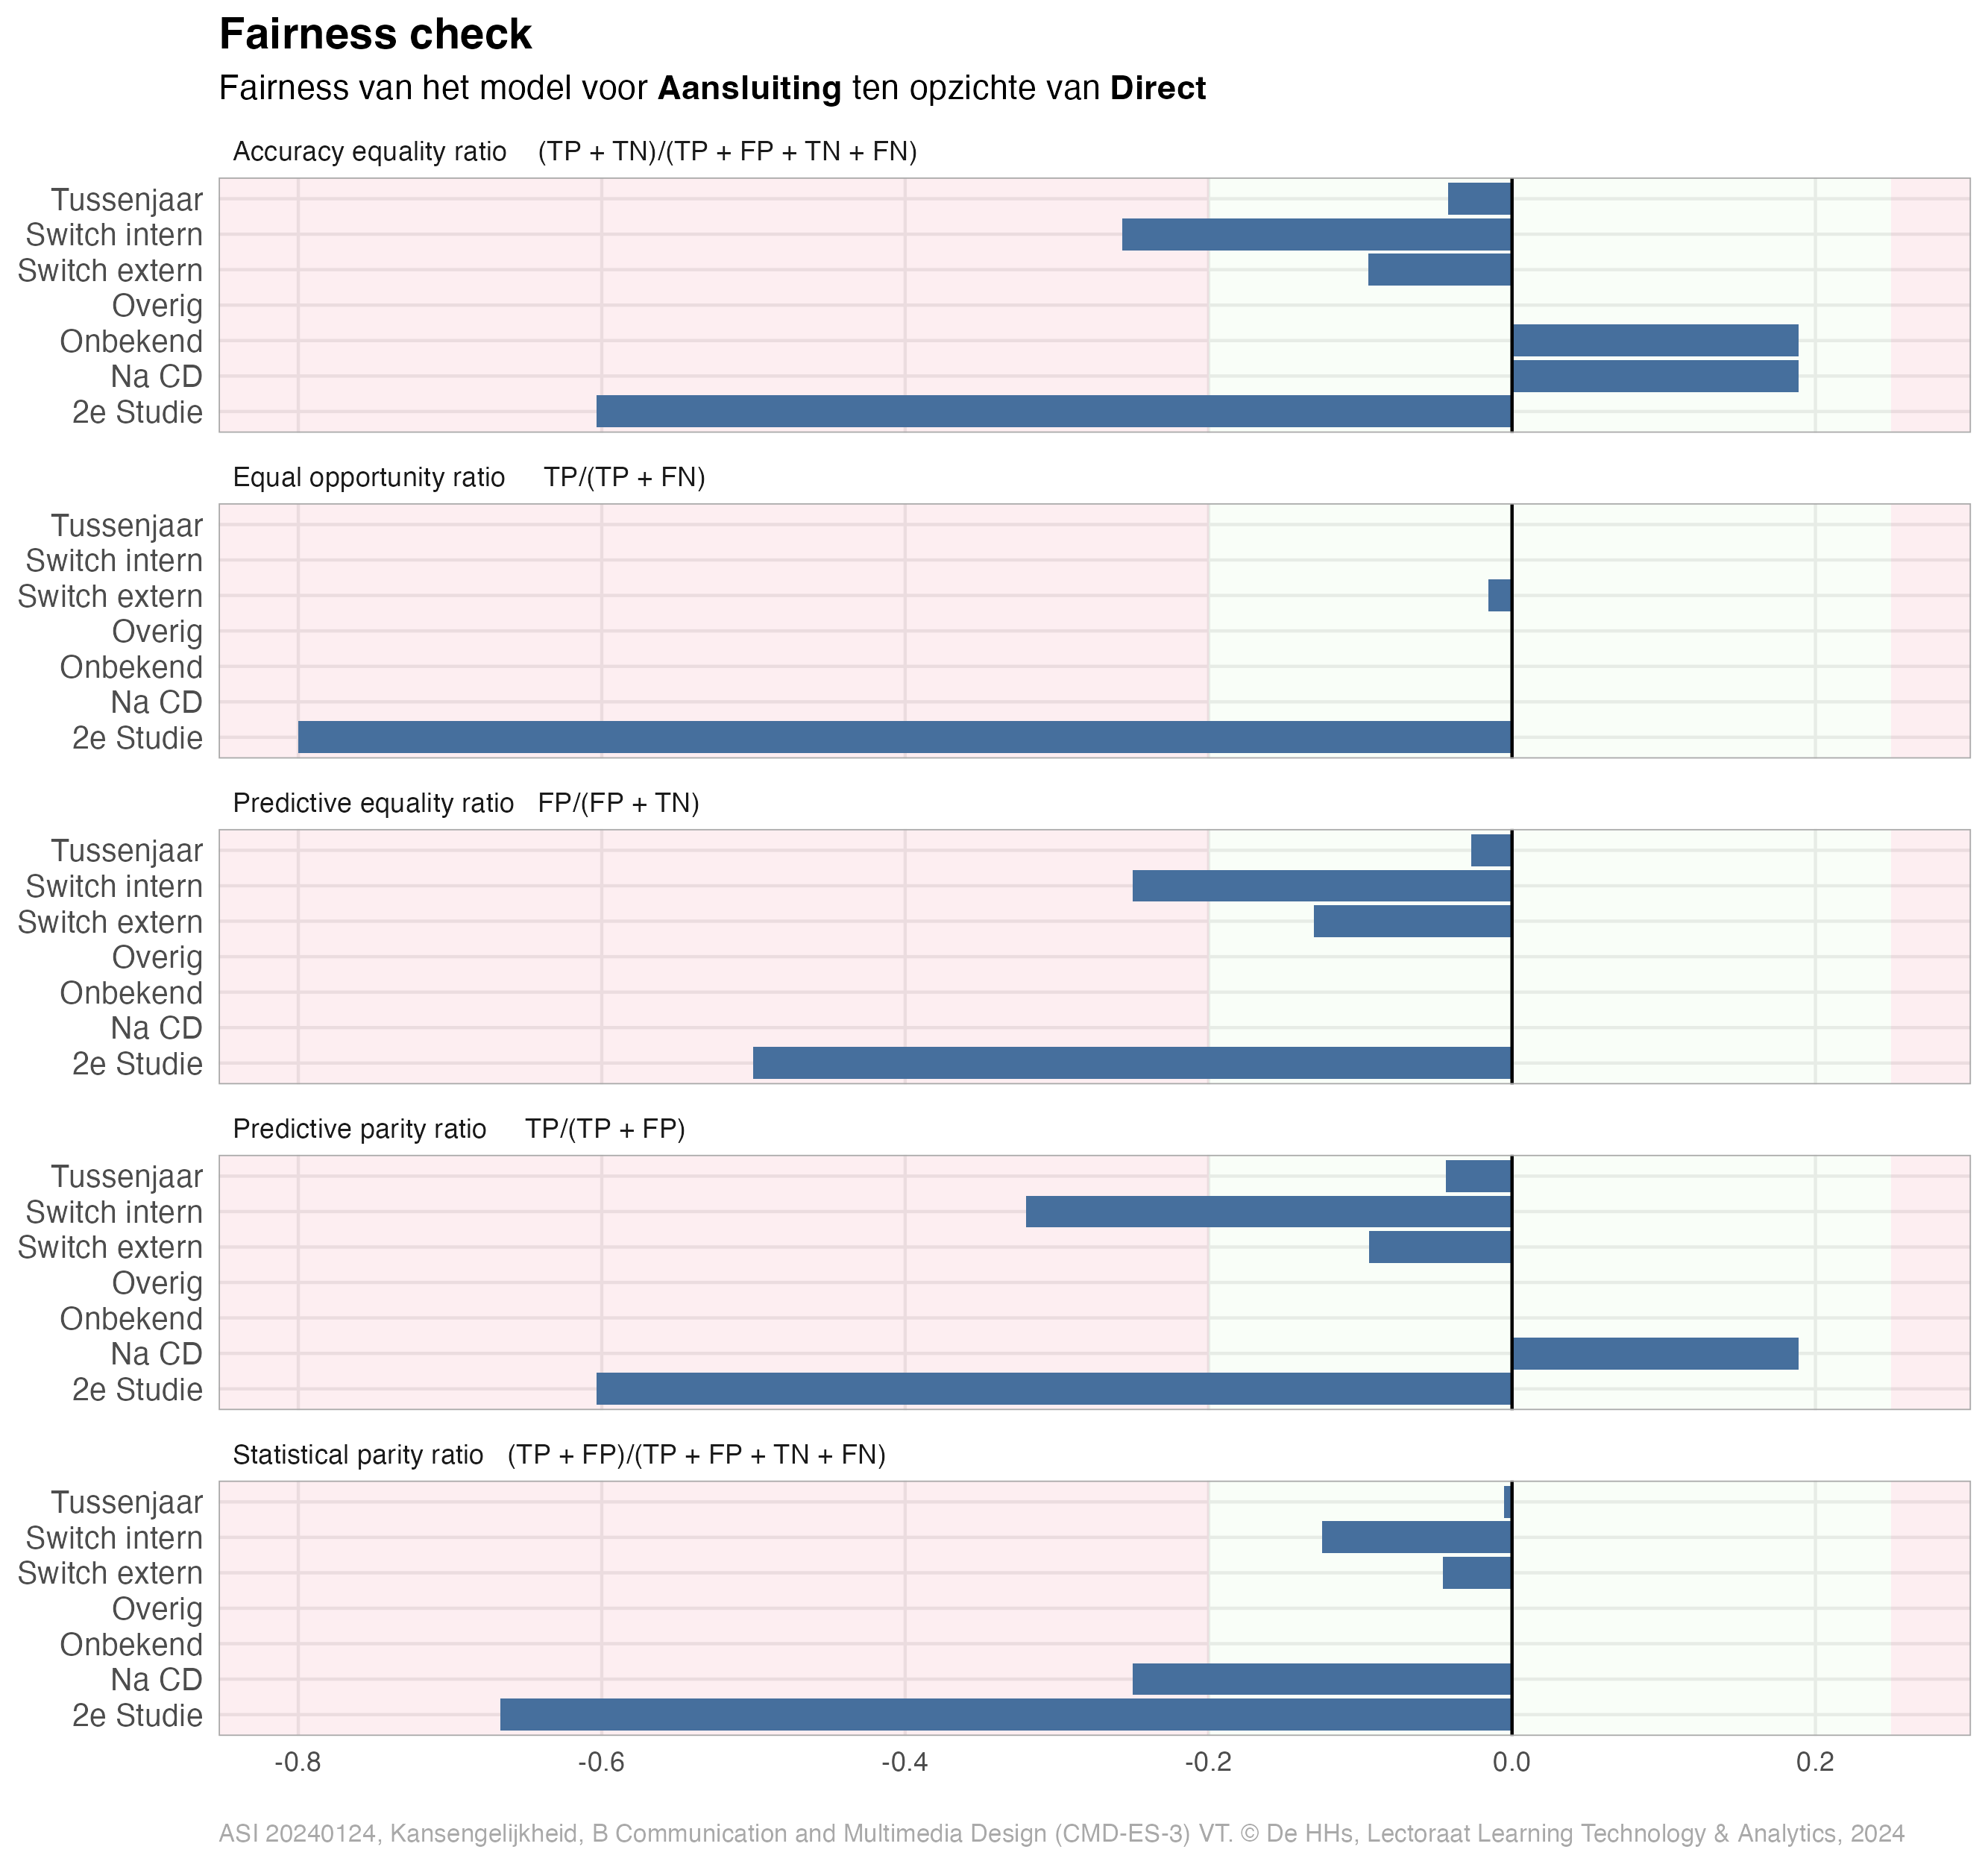 Fairness check
Fairness van het model voor Aansluiting ten opzichte van Direct
Accuracy equality ratio (TP + TN)/(TP + FP + TN + FN)
Tussenjaar
Switch intern
Switch extern
Overig
Onbekend
Na CD
2e Studie
Equal opportunity ratio TP/(TP + FN)
Tussenjaar
Switch intern
Switch extern
Overig
Onbekend
Na CD
2e Studie
Predictive equality ratio FP/(FP + TN)
Tussenjaar
Switch intern
Switch extern
Overig
Onbekend
Na CD
2e Studie
Predictive parity ratio TP/(TP + FP)
Tussenjaar
Switch intern
Switch extern
Overig
Onbekend
Na CD
2e Studie
Statistical parity ratio (TP + FP)/(TP + FP + TN + FN)
Tussenjaar
Switch intern
Switch extern
Overig
Onbekend
Na CD
2e Studie
-0.8 -0.6 -0.4 -0.2 0.0 0.2
ASI 20240124, Kansengelijkheid, B Communication and Multimedia Design (CMD-ES-3) VT. © De HHs, Lectoraat Learning Technology & Analytics, 2024